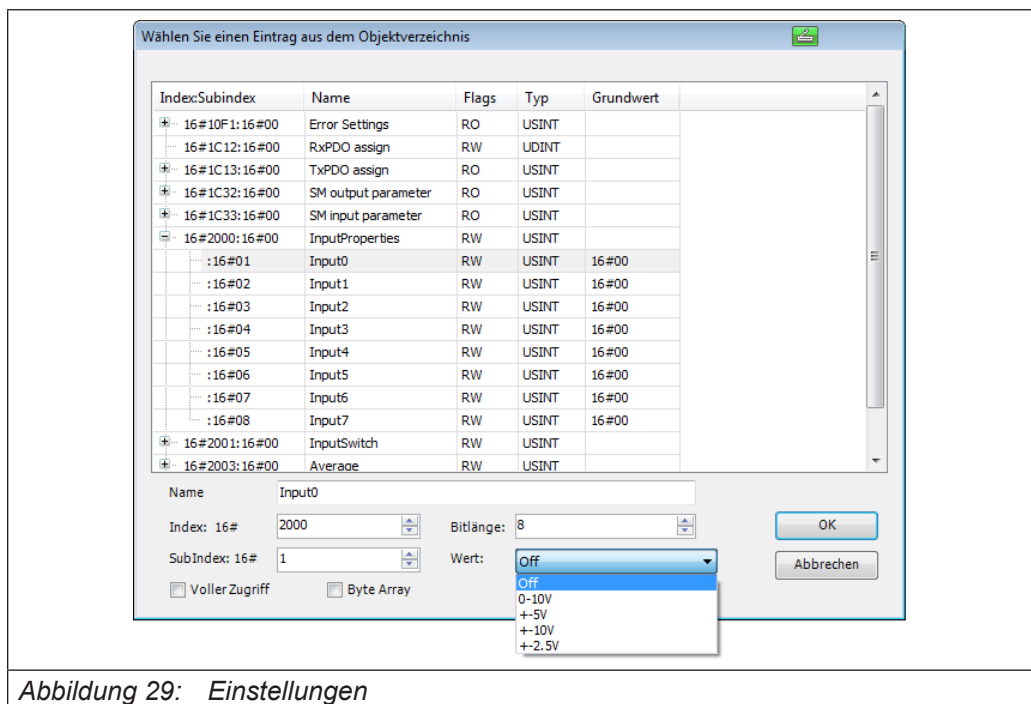 Wählen Sie einen Eintrag aus dem Objektverzeichnis
Index:Subindex Name Flags Typ Grundwert
16#10F1:16#00 Error Settings RO USINT
16#1C12:16#00 RxPDO assign RW UDINT
16#1C13:16#00 TxPDO assign RO USINT
16#1C32:16#00 SM output parameter RO USINT
16#1C33:16#00 SM input parameter RO USINT
16#2000:16#00 InputProperties RW USINT
:16#01 Input0 RW USINT 16#00
:16#02 Input1 RW USINT 16#00
:16#03 Input2 RW USINT 16#00
:16#04 Input3 RW USINT 16#00
:16#05 Input4 RW USINT 16#00
:16#06 Input5 RW USINT 16#00
:16#07 Input6 RW USINT 16#00
:16#08 Input7 RW USINT 16#00
16#2001:16#00 InputSwitch RW USINT
16#2003:16#00 Average RW USINT
Name Input0
Index: 16# 2000 Bitlänge: 8 OK
SubIndex: 16# 1 Wert: Off Abbrechen
Voller Zugriff Byte Array Off
0-10V
+-5V
+-10V
+-2.5V
Abbildung 29: Einstellungen